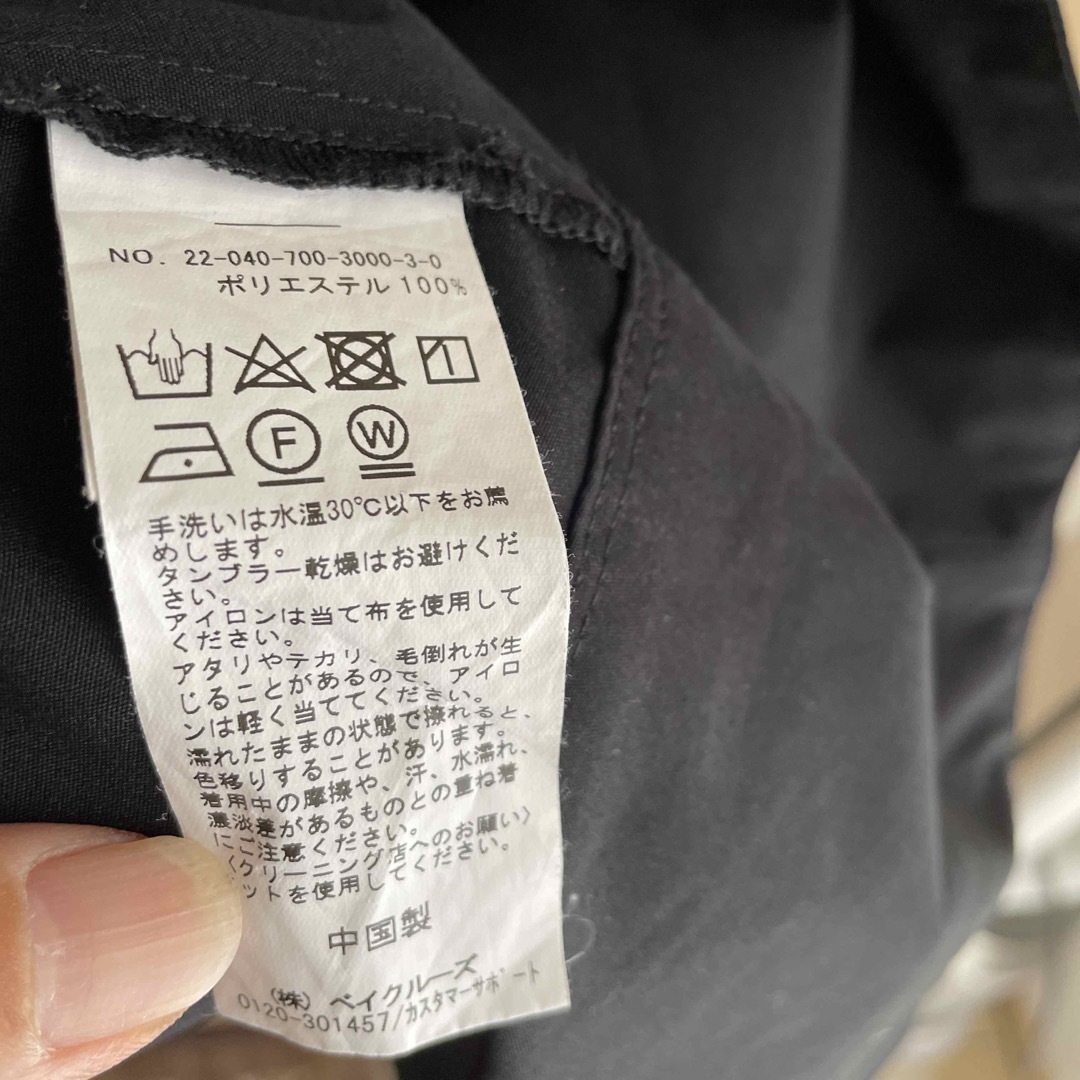 NO. 22-040-700-3000-3-0
ポリエステル 100%
F W
手洗いは水温30℃以下をお薦
めします。
タンブラー乾燥はお避けくだ
さい。
アイロンは当て布を使用して
ください。
アタリやテカリ、毛倒れが生
じることがあるので、アイロ
ンは軽く当ててください。
濡れたままの状態で擦れると、
色移りすることがあります。
着用中の摩擦や、汗、水濡れ、
濃淡差があるものとの重ね着
にご注意ください。
〈クリーニング店へのお願い〉
ットを使用してください。
中国製
(株) ベイクルーズ
0120-301457/カスタマーサポート